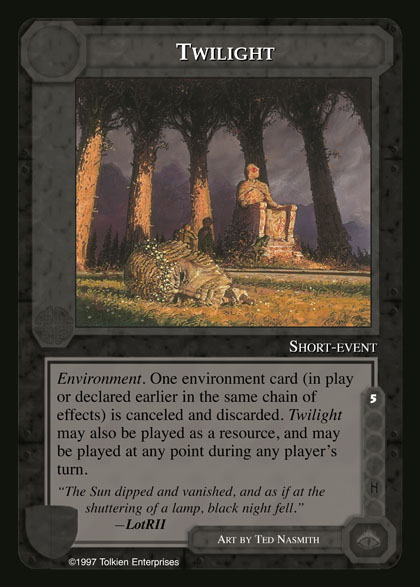 TWILIGHT
SHORT-EVENT
Environment. One environment card (in play
or declared earlier in the same chain of
effects) is canceled and discarded. Twilight
may also be played as a resource, and may
be played at any point during any player's
turn.
5
"The Sun dipped and vanished, and as if at the
shuttering of a lamp, black night fell."
—LotRII
ART BY TED NASMITH
©1997 Tolkien Enterprises